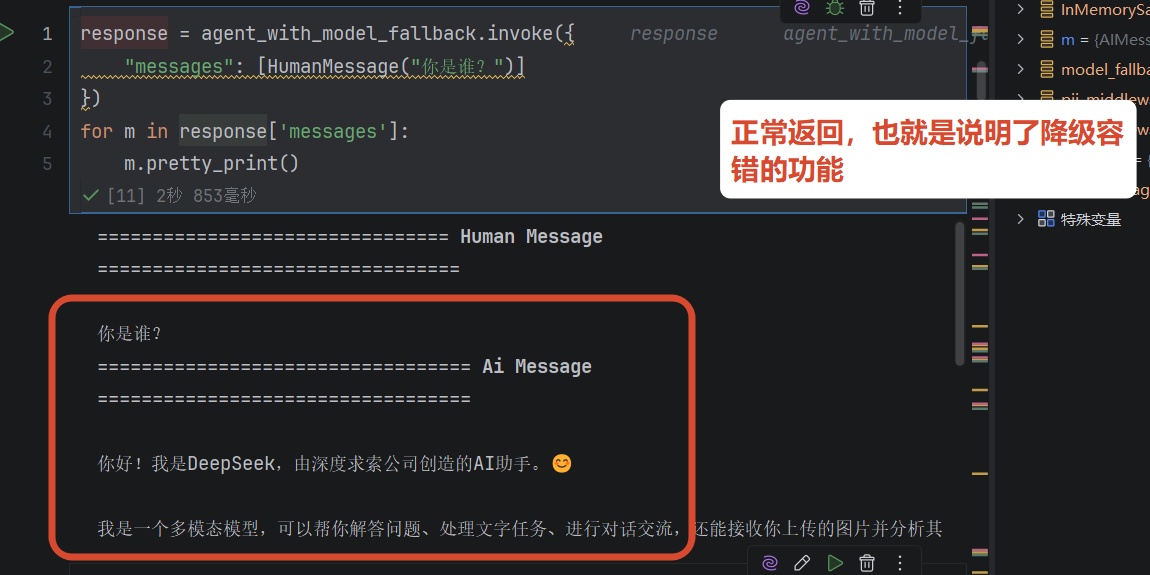 1 response = agent_with_model_fallback.invoke({ response agent_with_model_
2 "messages": [HumanMessage("你是谁？")]
3 })
4 for m in response['messages']:
5 m.pretty_print()
[11] 2秒 853毫秒
================================ Human Message
=================================
你是谁？
================================== Ai Message
==================================
你好！我是DeepSeek，由深度求索公司创造的AI助手。😊
我是一个多模态模型，可以帮你解答问题、处理文字任务、进行对话交流，还能接收你上传的图片并分析其
正常返回，也就是说明了降级容
错的功能
InMemorySa
m = {AIMess
model_fallba
pii_middlewa
特殊变量